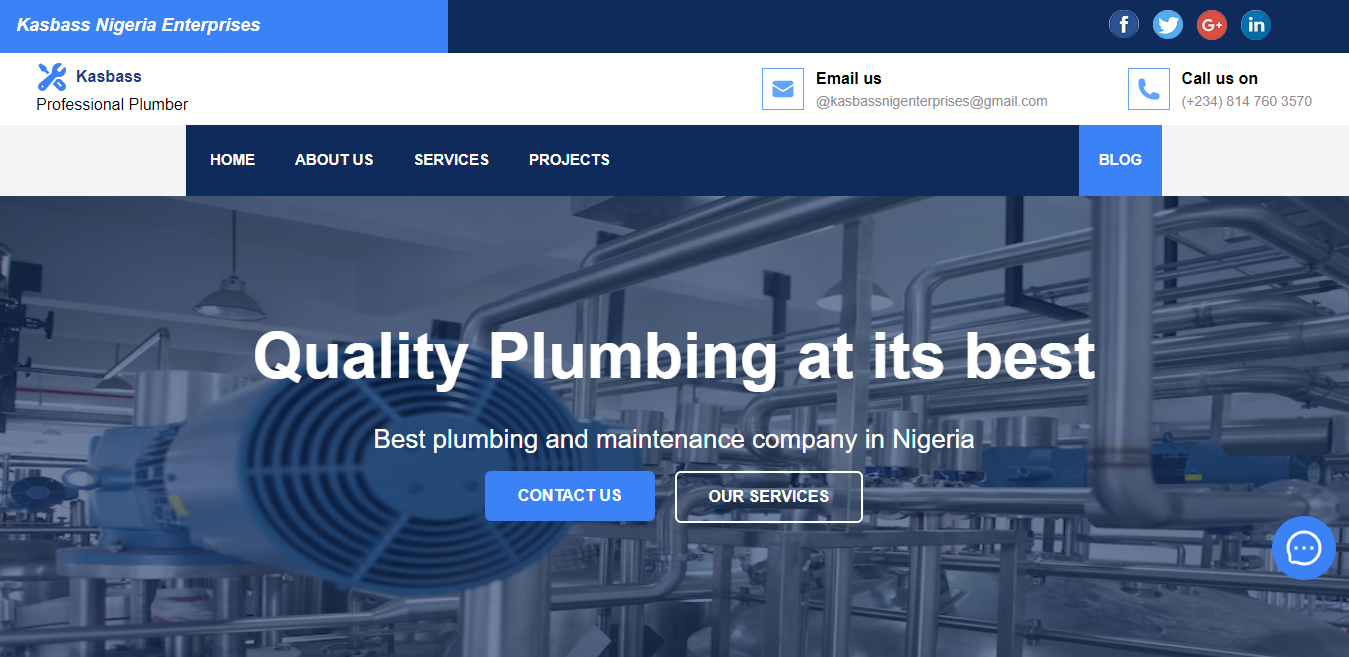 Kasbass Nigeria Enterprises
f G+ in
Kasbass
Professional Plumber
Email us
@kasbassnigenterprises@gmail.com
Call us on
(+234) 814 760 3570
HOME ABOUT US SERVICES PROJECTS BLOG
Quality Plumbing at its best
Best plumbing and maintenance company in Nigeria
CONTACT US OUR SERVICES